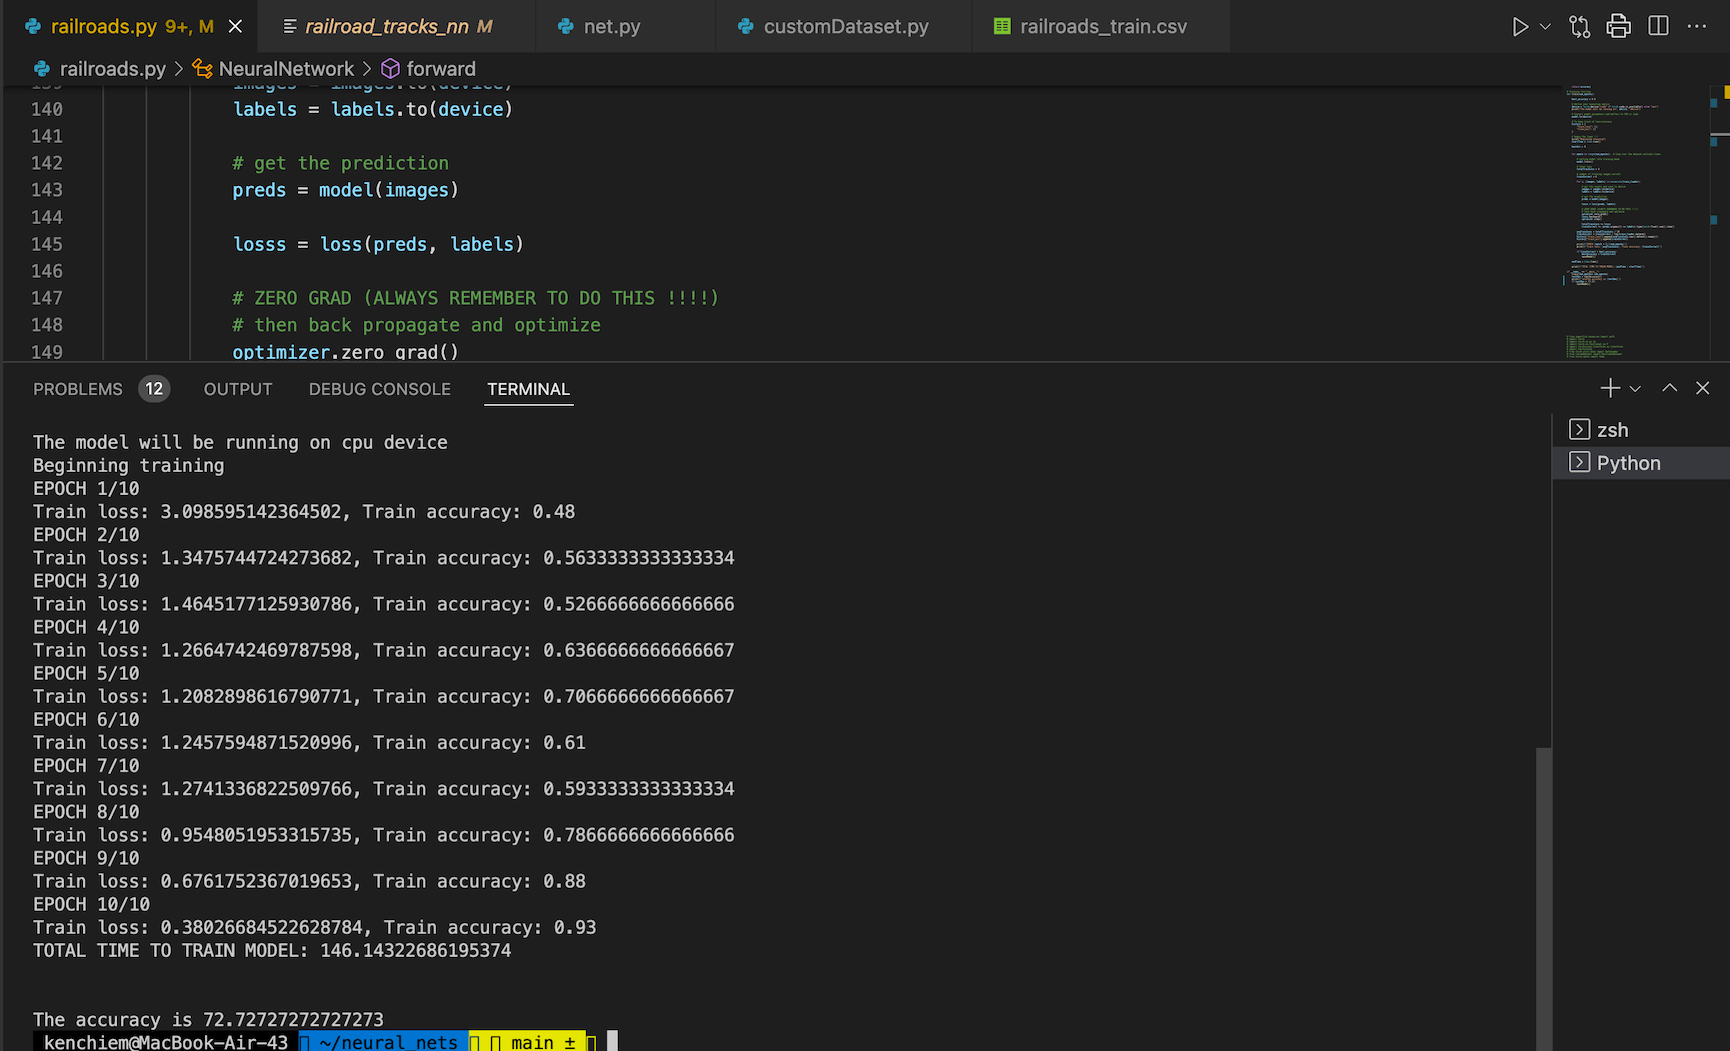 railroads.py 9+, M
railroad_tracks_nn M
net.py
customDataset.py
railroads_train.csv
railroads.py > NeuralNetwork > forward
139 images = images.to(device)
140 labels = labels.to(device)
141
142 # get the prediction
143 preds = model(images)
144
145 losss = loss(preds, labels)
146
147 # ZERO GRAD (ALWAYS REMEMBER TO DO THIS !!!!)
148 # then back propagate and optimize
149 optimizer.zero_grad()
PROBLEMS 12 OUTPUT DEBUG CONSOLE TERMINAL
zsh
Python
The model will be running on cpu device
Beginning training
EPOCH 1/10
Train loss: 3.098595142364502, Train accuracy: 0.48
EPOCH 2/10
Train loss: 1.3475744724273682, Train accuracy: 0.5633333333333334
EPOCH 3/10
Train loss: 1.4645177125930786, Train accuracy: 0.5266666666666666
EPOCH 4/10
Train loss: 1.2664742469787598, Train accuracy: 0.6366666666666667
EPOCH 5/10
Train loss: 1.2082898616790771, Train accuracy: 0.7066666666666667
EPOCH 6/10
Train loss: 1.2457594871520996, Train accuracy: 0.61
EPOCH 7/10
Train loss: 1.2741336822509766, Train accuracy: 0.5933333333333334
EPOCH 8/10
Train loss: 0.9548051953315735, Train accuracy: 0.7866666666666666
EPOCH 9/10
Train loss: 0.6761752367019653, Train accuracy: 0.88
EPOCH 10/10
Train loss: 0.38026684522628784, Train accuracy: 0.93
TOTAL TIME TO TRAIN MODEL: 146.14322686195374
The accuracy is 72.72727272727273
kenchiem@MacBook-Air-43 ~/neural_nets main ±